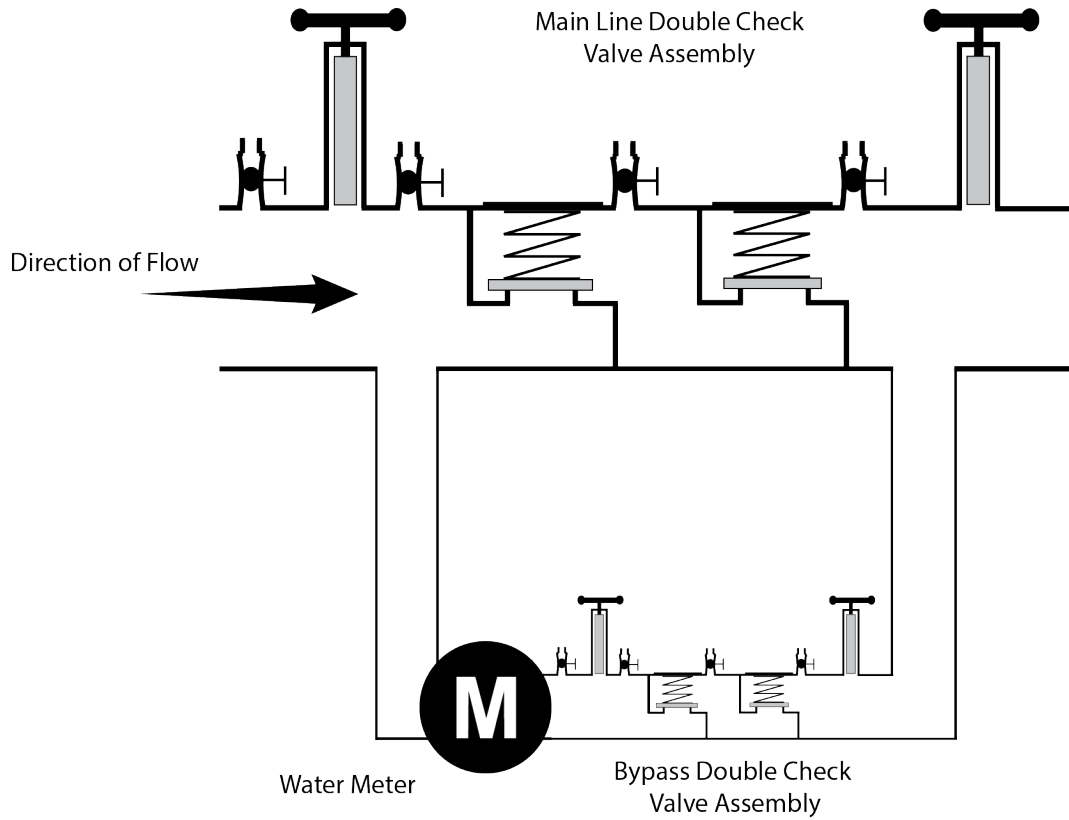 Main Line Double Check
Valve Assembly
Direction of Flow
M
Water Meter
Bypass Double Check
Valve Assembly